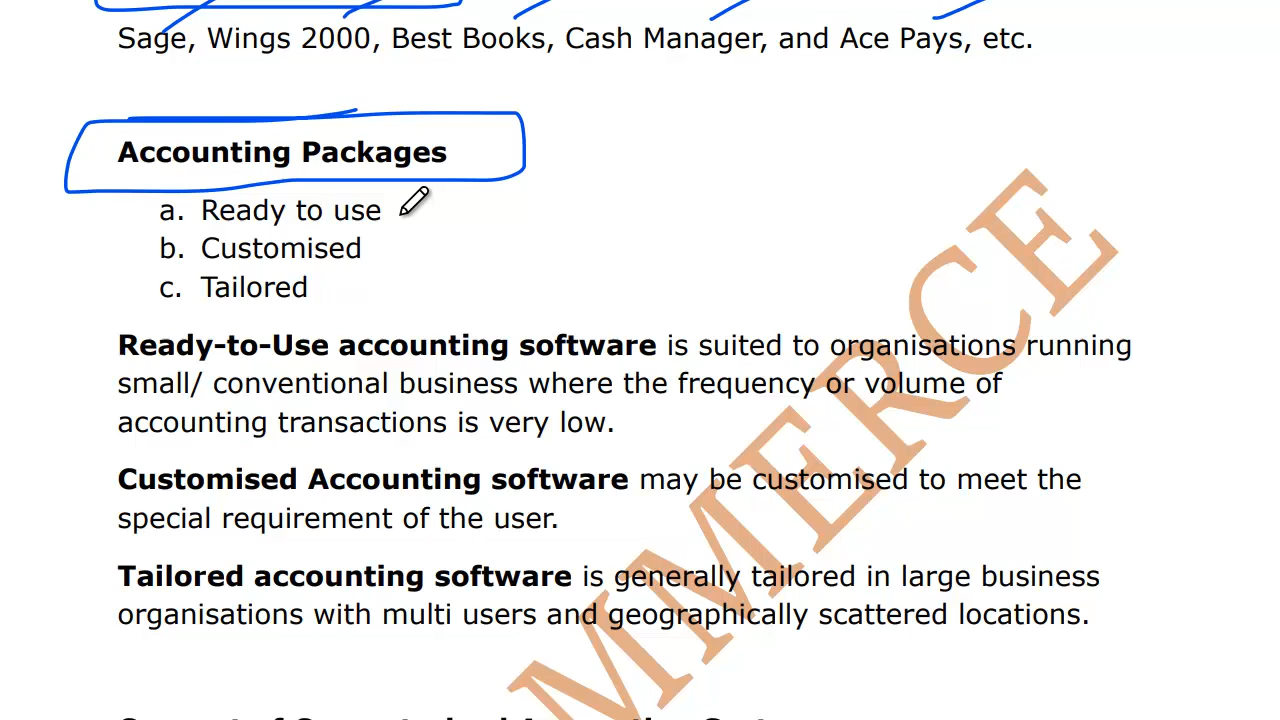 Sage, Wings 2000, Best Books, Cash Manager, and Ace Pays, etc.
Accounting Packages
a. Ready to use
b. Customised
c. Tailored
Ready-to-Use accounting software is suited to organisations running
small/ conventional business where the frequency or volume of
accounting transactions is very low.
Customised Accounting software may be customised to meet the
special requirement of the user.
Tailored accounting software is generally tailored in large business
organisations with multi users and geographically scattered locations.
MMERCE